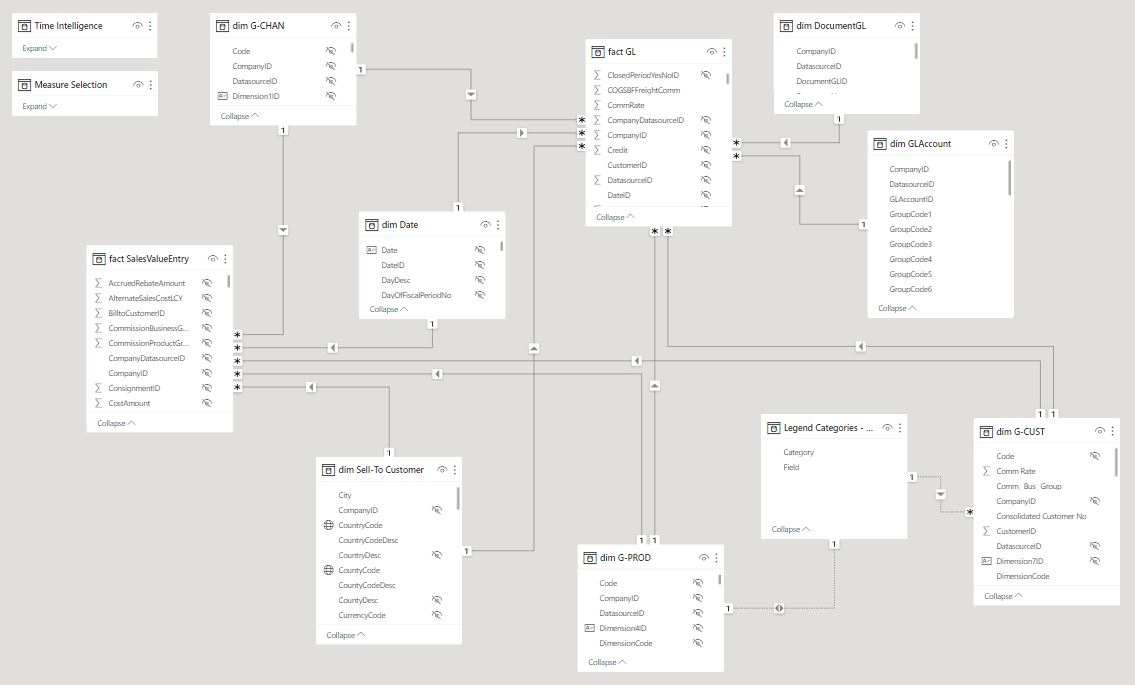 Time Intelligence
Expand
Measure Selection
Expand
dim G-CHAN
Code
CompanyID
DatasourceID
Dimension1ID
Collapse
1
1
fact GL
ClosedPeriodYesNoID
COGSBFFreightComm
CommRate
CompanyDatasourceID
CompanyID
Credit
CustomerID
DatasourceID
DateID
Collapse
*
*
*
*
*
*
*
dim DocumentGL
CompanyID
DatasourceID
DocumentGLID
Collapse
1
dim GLAccount
CompanyID
DatasourceID
GLAccountID
GroupCode1
GroupCode2
GroupCode3
GroupCode4
GroupCode5
GroupCode6
Collapse
1
dim Date
Date
DateID
DayDesc
DayOfFiscalPeriodNo
Collapse
1
1
fact SalesValueEntry
AccruedRebateAmount
AlternateSalesCostLCY
BilltoCustomerID
CommissionBusinessG...
CommissionProductGr...
CompanyDatasourceID
CompanyID
ConsignmentID
CostAmount
Collapse
*
*
*
*
*
dim Sell-To Customer
City
CompanyID
CountryCode
CountryCodeDesc
CountryDesc
CountyCode
CountyCodeDesc
CountyDesc
CurrencyCode
Collapse
1
1
dim G-PROD
Code
CompanyID
DatasourceID
Dimension4ID
DimensionCode
Collapse
1
1
1
Legend Categories - ...
Category
Field
Collapse
1
1
dim G-CUST
Code
Comm Rate
Comm_Bus_Group
CompanyID
Consolidated Customer No
CustomerID
DatasourceID
Dimension7ID
DimensionCode
Collapse
1
1
*